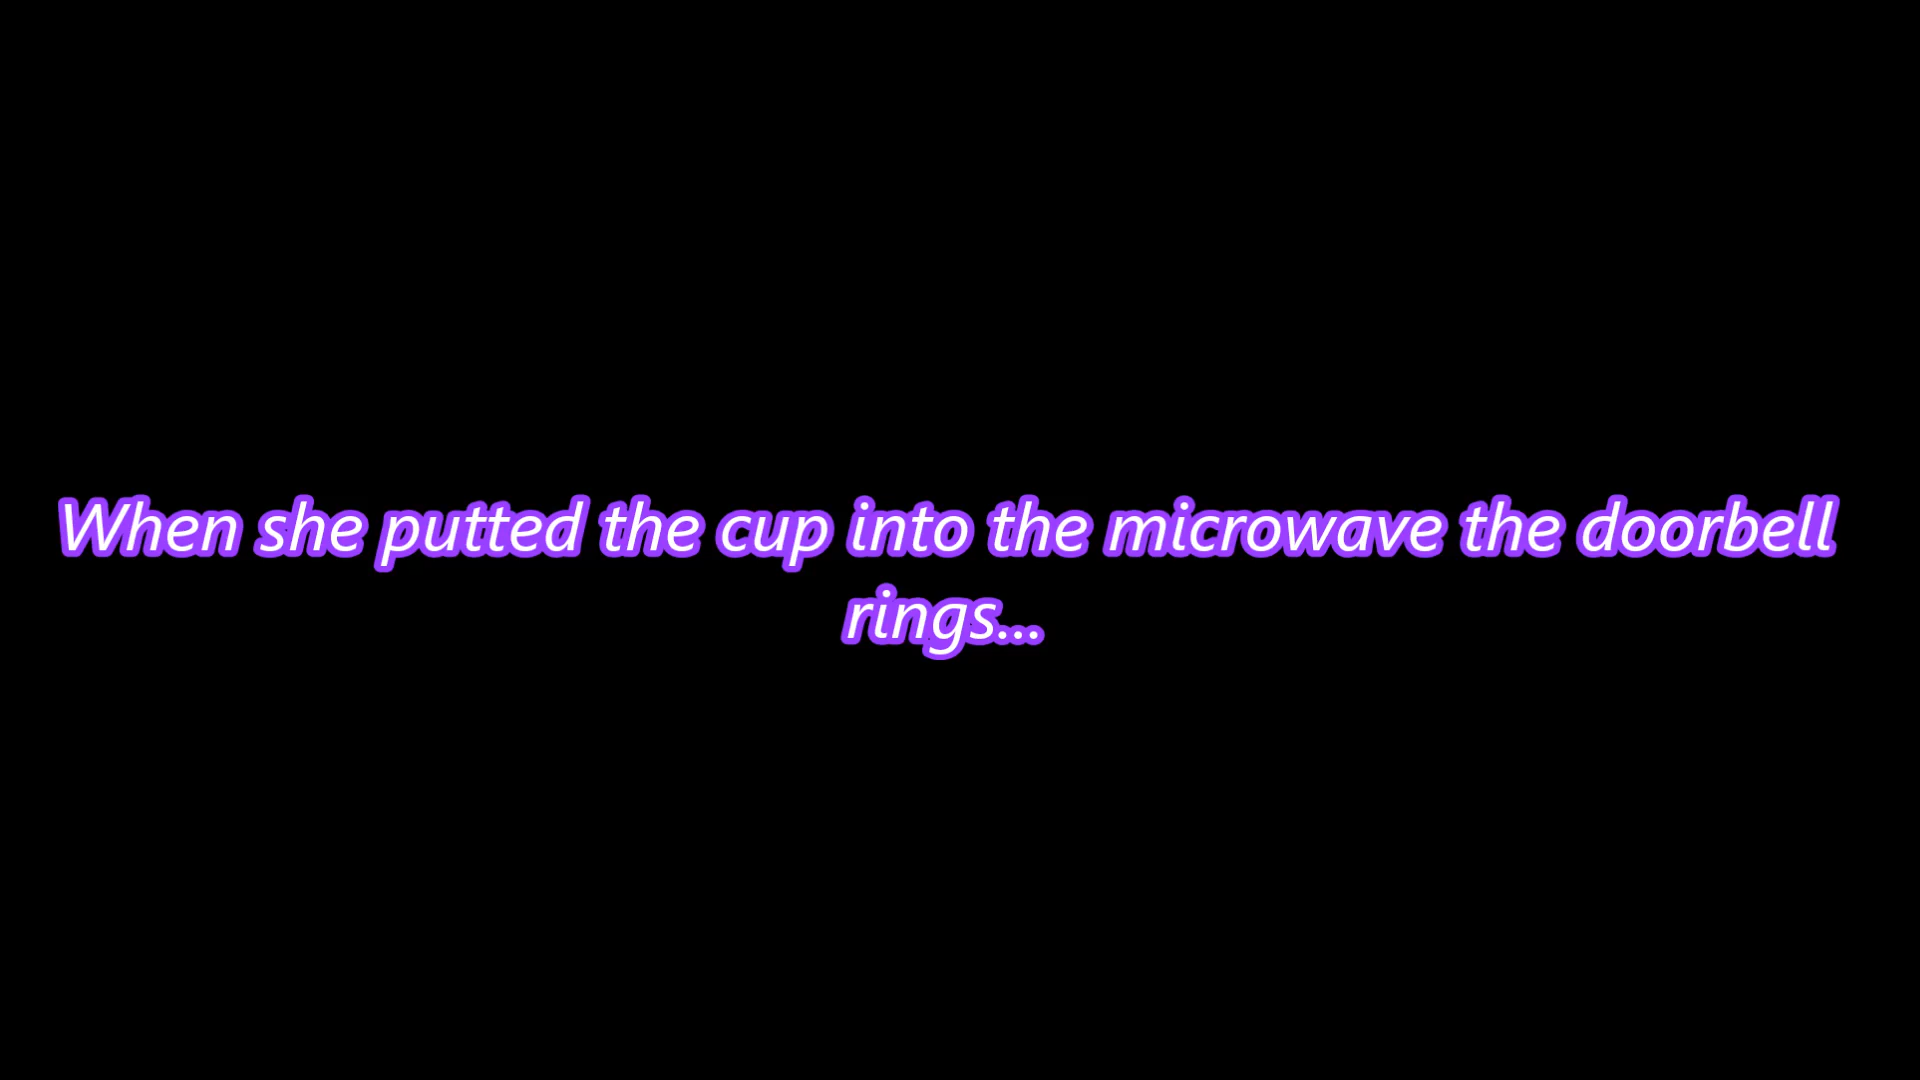 When she putted the cup into the microwave the doorbell
rings...